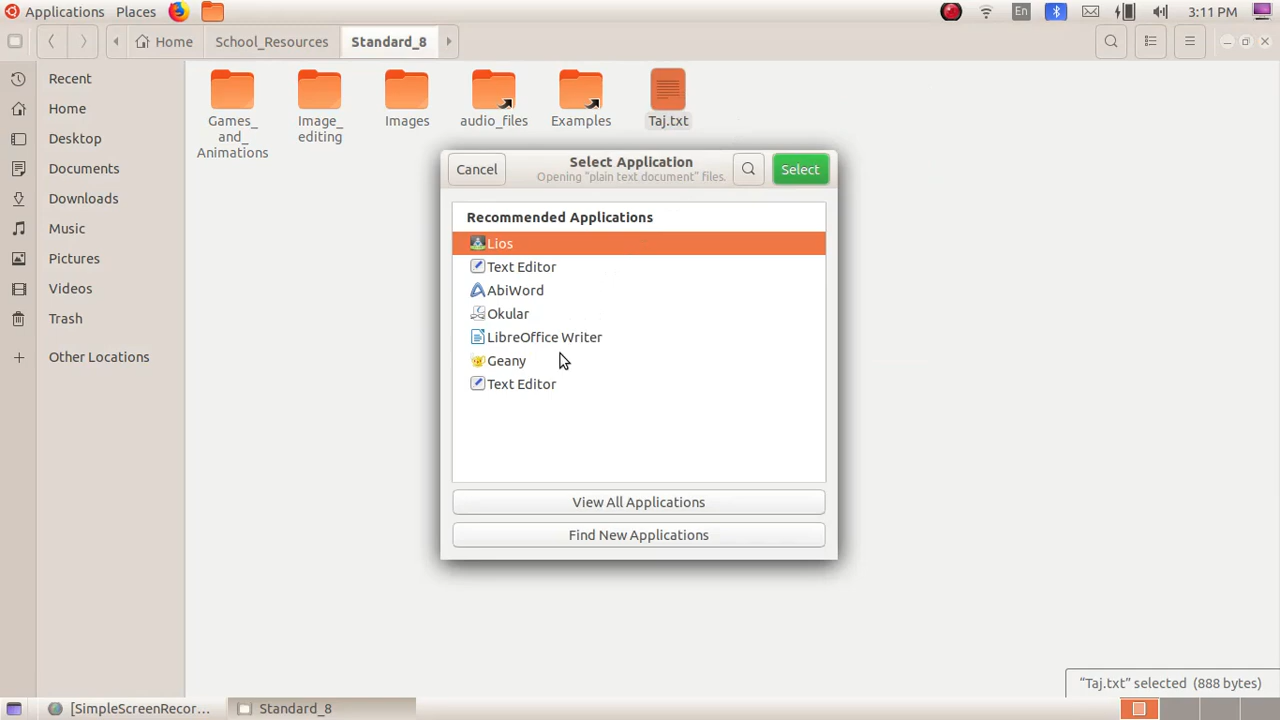 Applications Places
En
3:11 PM
Home School_Resources Standard_8
Recent
Home
Desktop
Documents
Downloads
Music
Pictures
Videos
Trash
Other Locations
Games_
and_
Animations
Image_
editing
Images
audio_files
Examples
Taj.txt
Cancel
Select Application
Opening "plain text document" files.
Select
Recommended Applications
Lios
Text Editor
AbiWord
Okular
LibreOffice Writer
Geany
Text Editor
View All Applications
Find New Applications
“Taj.txt” selected (888 bytes)
[SimpleScreenRecor...
Standard_8